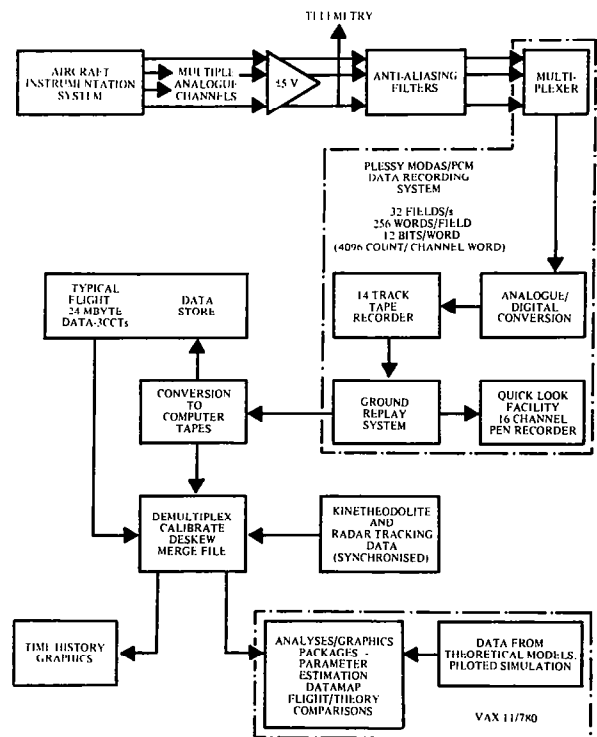 TELEMETRY
AIRCRAFT
INSTRUMENTATION
SYSTEM
MULTIPLE
ANALOGUE
CHANNELS
±5 V
ANTI-ALIASING
FILTERS
MULTI-
PLEXER
PLESSY MODAS/PCM
DATA RECORDING
SYSTEM
32 FIELDS/s
256 WORDS/FIELD
12 BITS/WORD
(4096 COUNT/ CHANNEL WORD)
TYPICAL
FLIGHT
24 MBYTE
DATA-3CCTs
DATA
STORE
14 TRACK
TAPE
RECORDER
ANALOGUE/
DIGITAL
CONVERSION
CONVERSION
TO
COMPUTER
TAPES
GROUND
REPLAY
SYSTEM
QUICK LOOK
FACILITY
16 CHANNEL
PEN RECORDER
DEMULTIPLEX
CALIBRATE
DESKEW
MERGE FILE
KINETHEODOLITE
AND
RADAR TRACKING
DATA
(SYNCHRONISED)
TIME HISTORY
GRAPHICS
ANALYSES/GRAPHICS
PACKAGES -
PARAMETER
ESTIMATION
DATAMAP
FLIGHT/THEORY
COMPARISONS
DATA FROM
THEORETICAL MODELS.
PILOTED SIMULATION
VAX 11/780